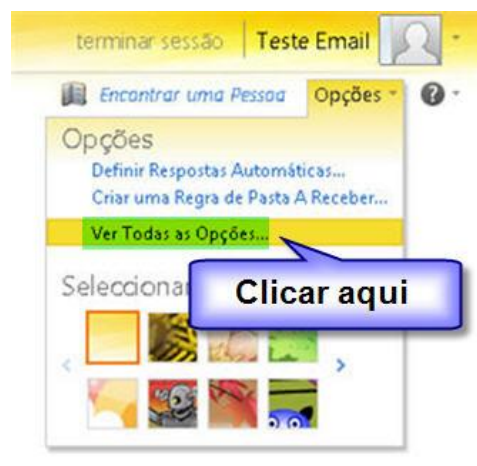 terminar sessão | Teste Email
Encontrar uma Pessoa Opções
Opções
Definir Respostas Automáticas...
Criar uma Regra de Pasta A Receber...
Ver Todas as Opções...
Clicar aqui
Seleccionar